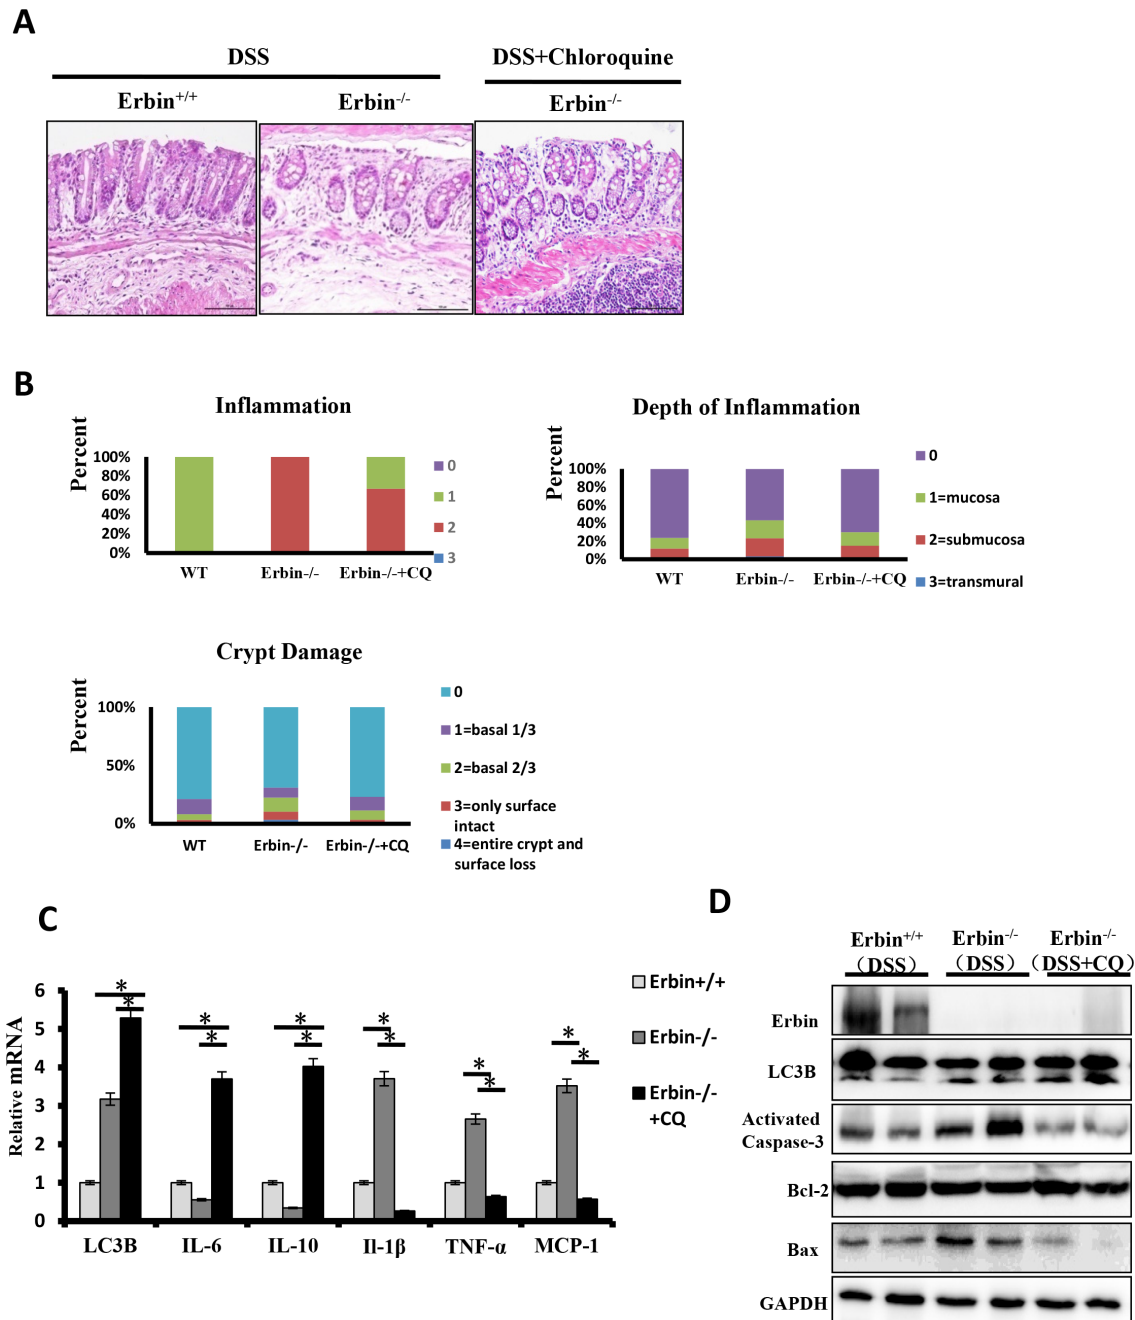 A
DSS
DSS+Chloroquine
Erbin+/+
Erbin-/-
Erbin-/-
B
Inflammation
Percent
100%
80%
60%
40%
20%
0%
WT
Erbin-/-
Erbin-/-+CQ
0
1
2
3
Depth of Inflammation
Percent
100%
80%
60%
40%
20%
0%
WT
Erbin-/-
Erbin-/-+CQ
0
1=mucosa
2=submucosa
3=transmural
Crypt Damage
Percent
100%
50%
0%
WT
Erbin-/-
Erbin-/-+CQ
0
1=basal 1/3
2=basal 2/3
3=only surface
intact
4=entire crypt and
surface loss
C
Relative mRNA
6
5
4
3
2
1
0
* * * * * * * * * * * *
LC3B
IL-6
IL-10
Il-1β
TNF-α
MCP-1
Erbin+/+
Erbin-/-
Erbin-/-
+CQ
D
Erbin+/+
(DSS)
Erbin-/-
(DSS)
Erbin-/-
(DSS+CQ)
Erbin
LC3B
Activated
Caspase-3
Bcl-2
Bax
GAPDH